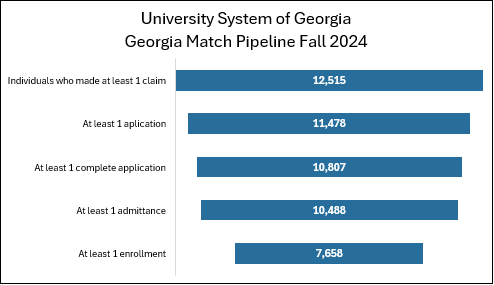 University System of Georgia
Georgia Match Pipeline Fall 2024
Individuals who made at least 1 claim 12,515
At least 1 aplication 11,478
At least 1 complete application 10,807
At least 1 admittance 10,488
At least 1 enrollment 7,658